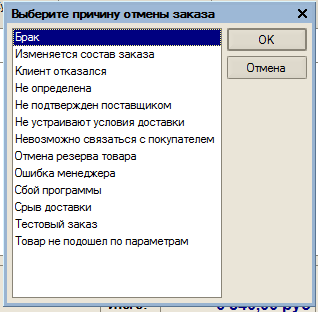 Выберите причину отмены заказа
Брак
OK
Изменяется состав заказа
Клиент отказался
Отмена
Не определена
Не подтвержден поставщиком
Не устраивают условия доставки
Невозможно связаться с покупателем
Отмена резерва товара
Ошибка менеджера
Сбой программы
Срыв доставки
Тестовый заказ
Товар не подошел по параметрам